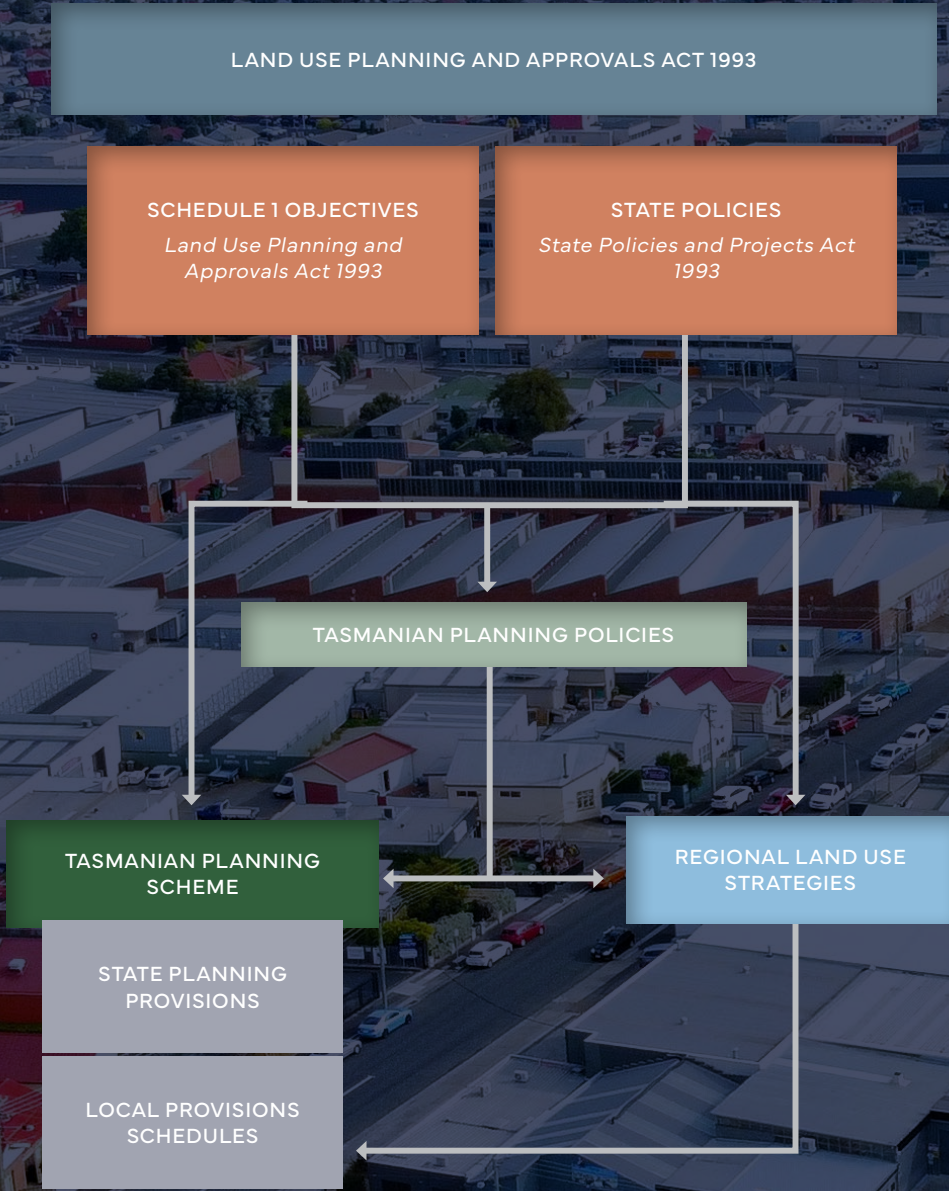 LAND USE PLANNING AND APPROVALS ACT 1993
SCHEDULE 1 OBJECTIVES
Land Use Planning and
Approvals Act 1993
STATE POLICIES
State Policies and Projects Act
1993
TASMANIAN PLANNING POLICIES
TASMANIAN PLANNING
SCHEME
REGIONAL LAND USE
STRATEGIES
STATE PLANNING
PROVISIONS
LOCAL PROVISIONS
SCHEDULES